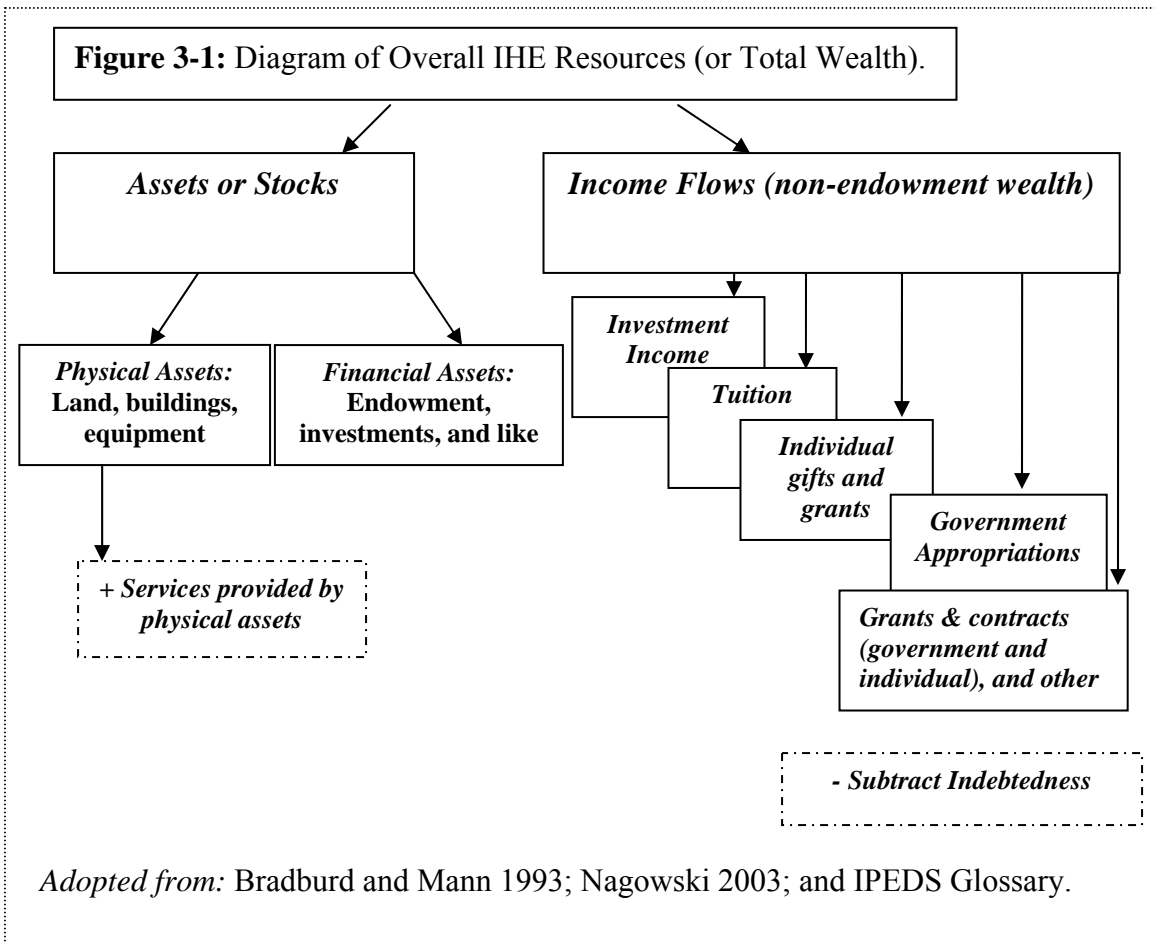 Figure 3-1: Diagram of Overall IHE Resources (or Total Wealth).
Assets or Stocks
Income Flows (non-endowment wealth)
Physical Assets:
Land, buildings,
equipment
Financial Assets:
Endowment,
investments, and like
Investment
Income
Tuition
Individual
gifts and
grants
Government
Appropriations
Grants & contracts
(government and
individual), and other
+ Services provided by
physical assets
- Subtract Indebtedness
Adopted from: Bradburd and Mann 1993; Nagowski 2003; and IPEDS Glossary.